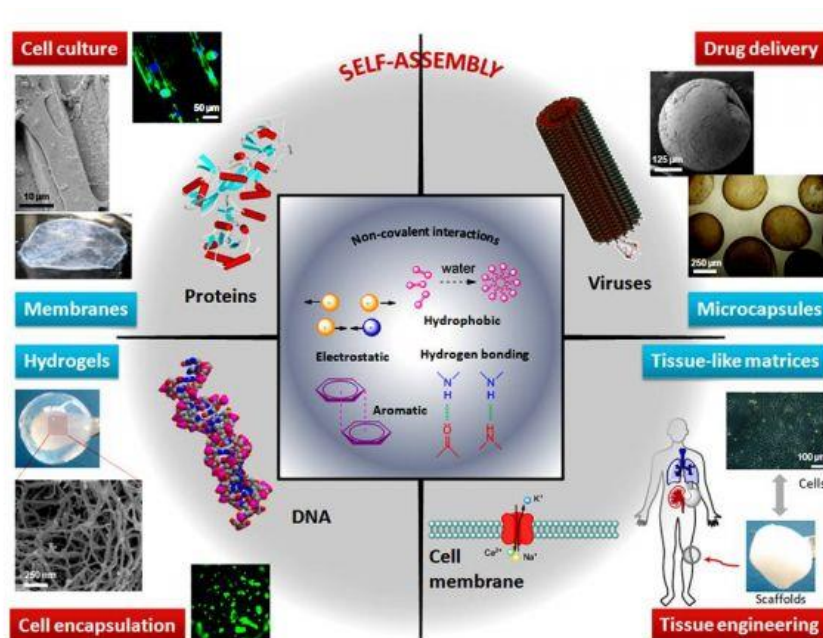 Cell culture
SELF-ASSEMBLY
Drug delivery
50 µm
10 µm
125 µm
250 µm
Membranes
Proteins
Viruses
Microcapsules
Non-covalent interactions
water
Hydrophobic
Electrostatic
Hydrogen bonding
Aromatic
N
H
O
N
H
N
H
Hydrogels
DNA
250 nm
Cell encapsulation
K⁺
Ca²⁺
Na⁺
Cell
membrane
Tissue-like matrices
100 µm
Cells
Scaffolds
Tissue engineering